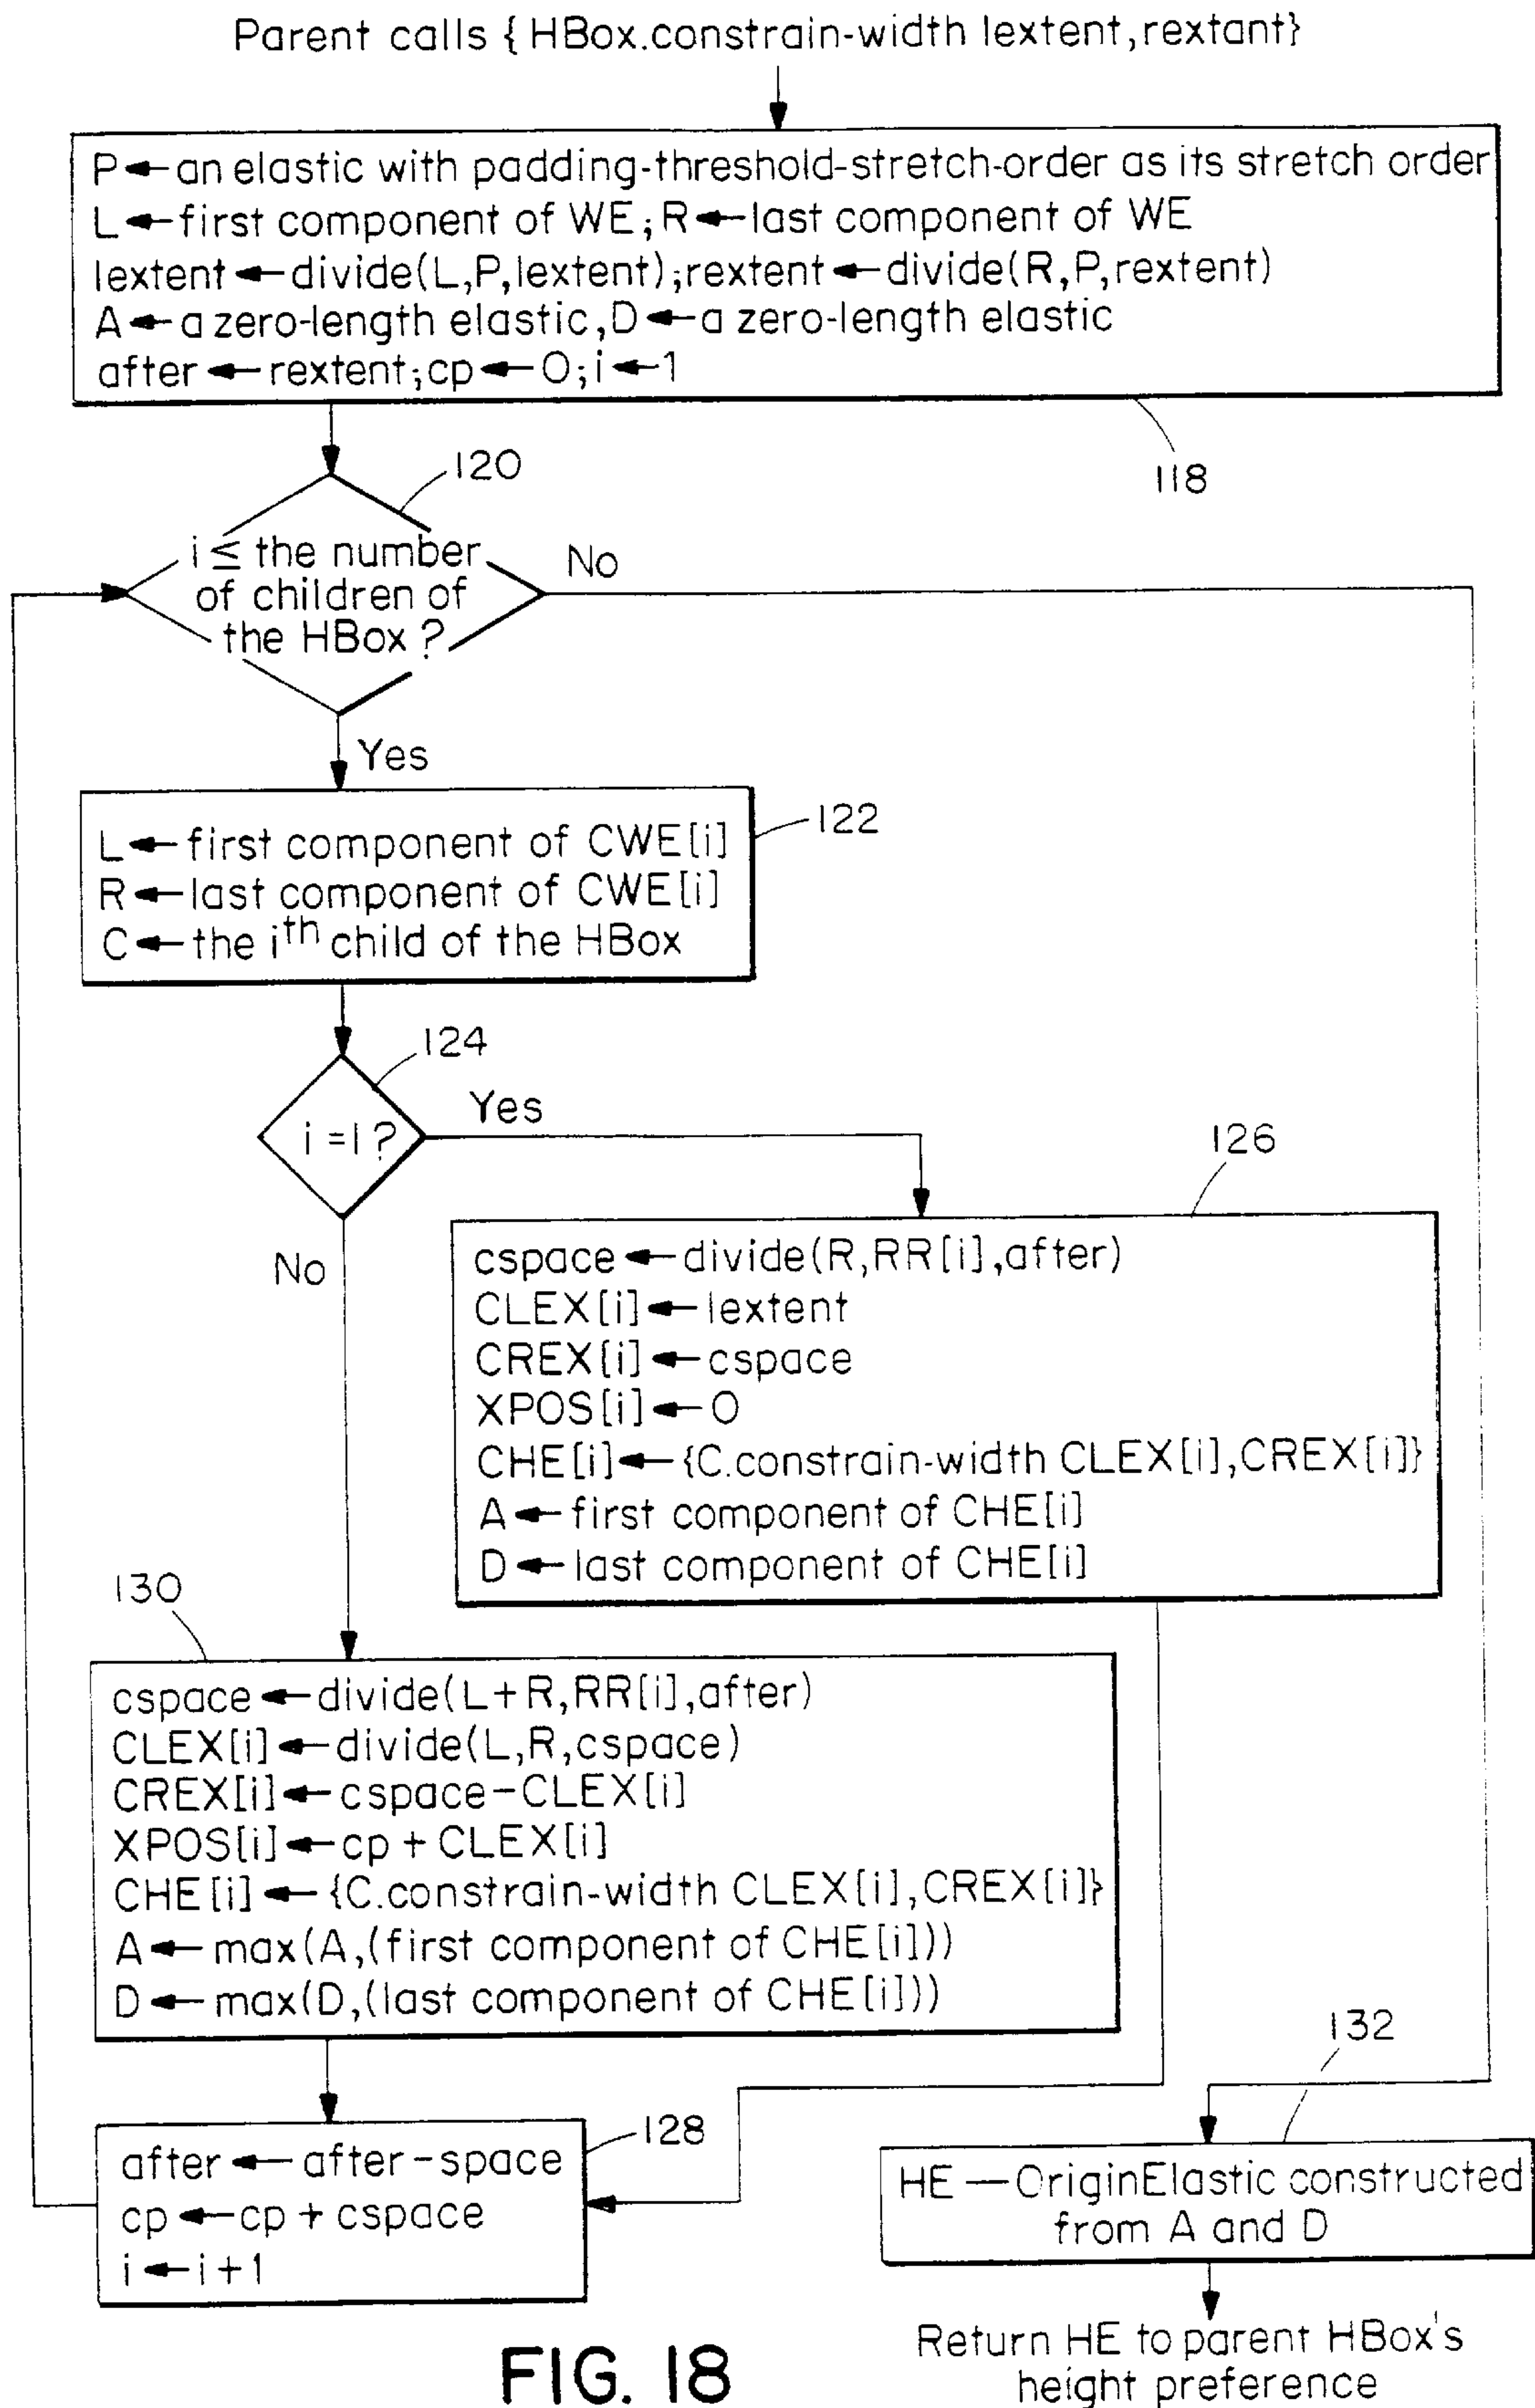 Parent calls { HBox.constrain-width lextent,rextant}
P←an elastic with padding-threshold-stretch-order as its stretch order
L←first component of WE;R←last component of WE
lextent←divide(L,P,lextent);rextent←divide(R,P,rextent)
A←a zero-length elastic,D←a zero-length elastic
after←rextent;cp←0;i←1
118
120
i ≤ the number
of children of
the HBox ?
No
Yes
122
L←first component of CWE[i]
R←last component of CWE[i]
C←the ith child of the HBox
124
i =1 ?
Yes
No
126
cspace←divide(R,RR[i],after)
CLEX[i]←lextent
CREX[i]←cspace
XPOS[i]←0
CHE[i]←{C.constrain-width CLEX[i],CREX[i]}
A←first component of CHE[i]
D←last component of CHE[i]
130
cspace←divide(L+R,RR[i],after)
CLEX[i]←divide(L,R,cspace)
CREX[i]←cspace-CLEX[i]
XPOS[i]←cp + CLEX[i]
CHE[i]←{C.constrain-width CLEX[i],CREX[i]}
A←max(A,(first component of CHE[i]))
D←max(D,(last component of CHE[i]))
128
after←after-space
cp←cp + cspace
i←i+1
132
HE—OriginElastic constructed
from A and D
Return HE to parent HBox's
height preference
FIG. 18